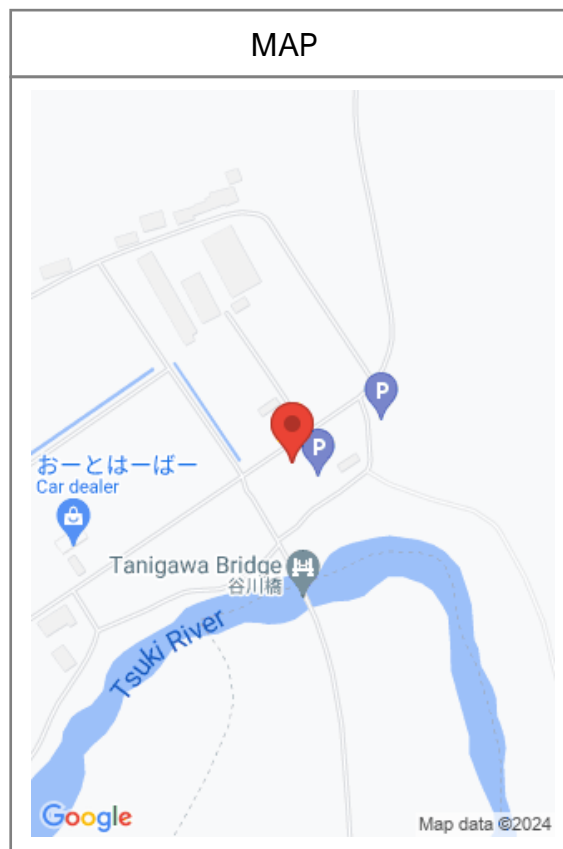 MAP
P
P
おーとはーばー
Car dealer
Tanigawa Bridge
谷川橋
Tsuki River
Google
Map data ©2024